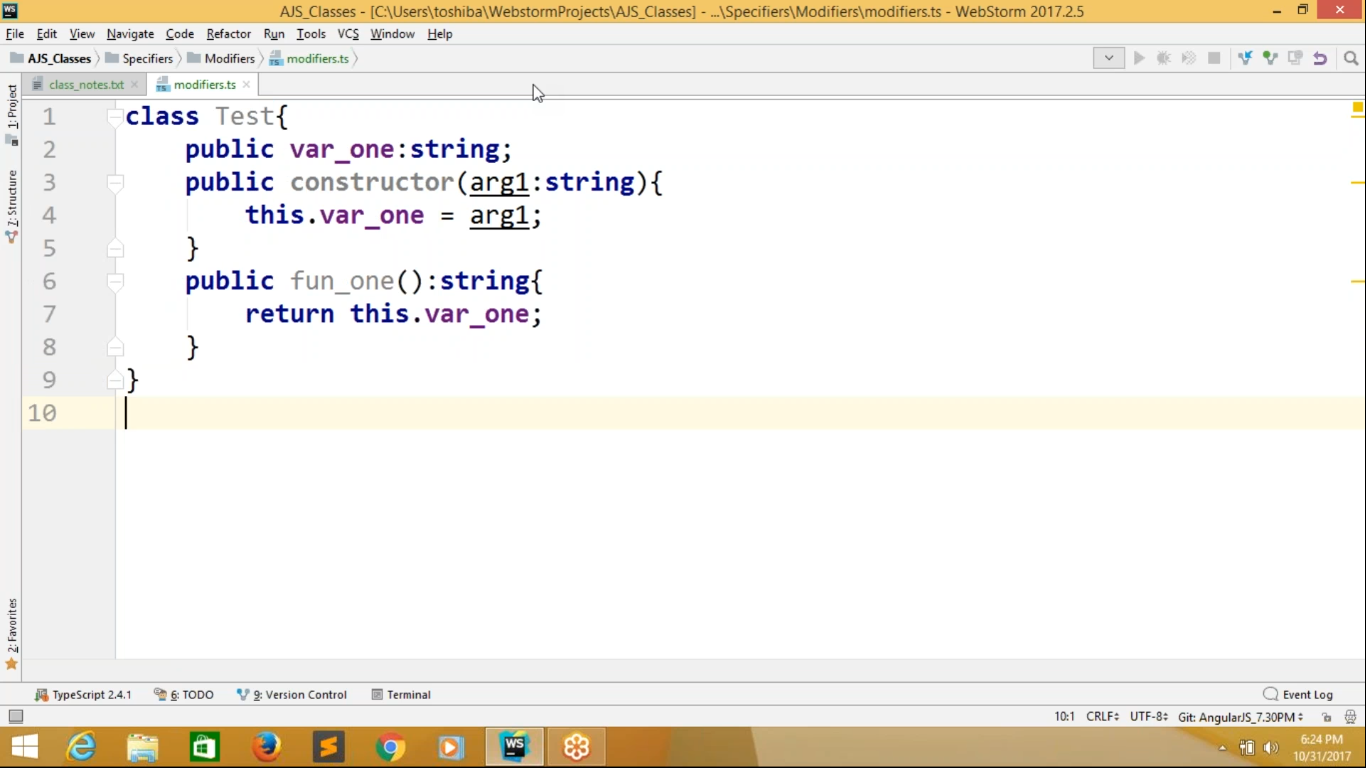 WS
AJS_Classes - [C:\Users\toshiba\WebstormProjects\AJS_Classes] - ...\Specifiers\Modifiers\modifiers.ts - WebStorm 2017.2.5
File Edit View Navigate Code Refactor Run Tools VCS Window Help
AJS_Classes Specifiers Modifiers modifiers.ts
class_notes.txt modifiers.ts
1: Project
7: Structure
2: Favorites
1 class Test{
2 public var_one:string;
3 public constructor(arg1:string){
4 this.var_one = arg1;
5 }
6 public fun_one():string{
7 return this.var_one;
8 }
9 }
10
TypeScript 2.4.1 6: TODO 9: Version Control Terminal Event Log
10:1 CRLF÷ UTF-8÷ Git: AngularJS_7.30PM÷
WS
6:24 PM
10/31/2017